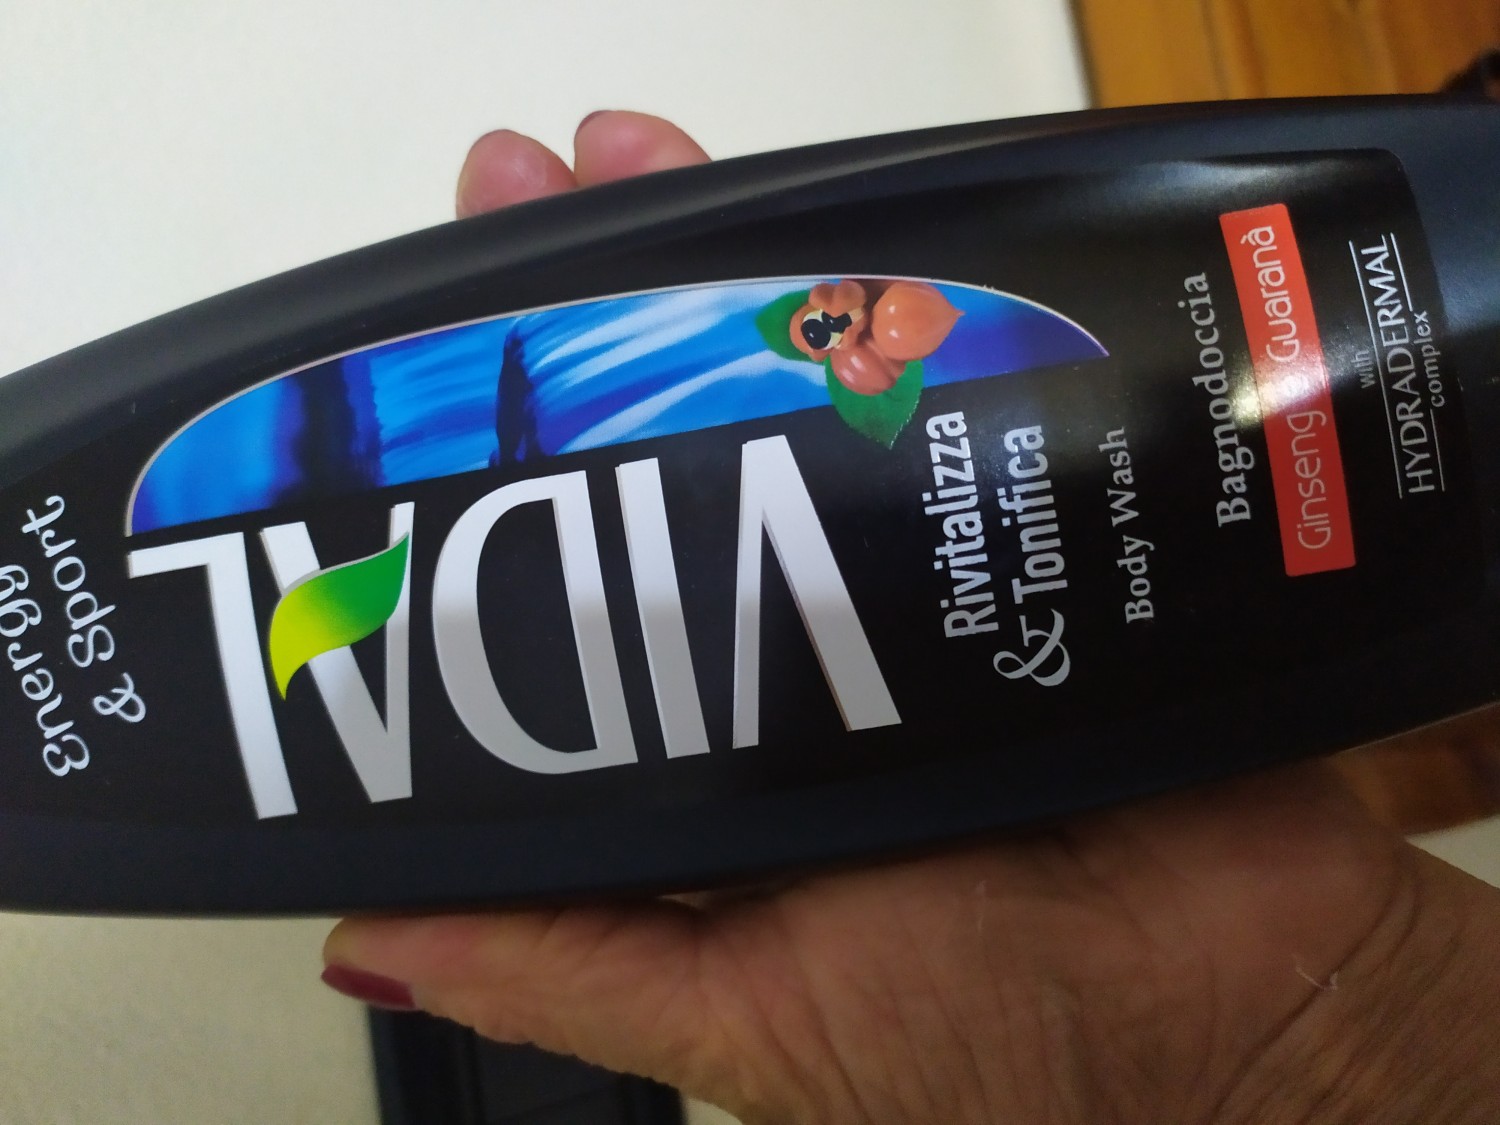 Energy
& Sport
VIDAL
Rivitalizza
& Tonifica
Body Wash
Bagnodoccia
Ginseng e Guaranà
with
HYDRADERMAL
complex